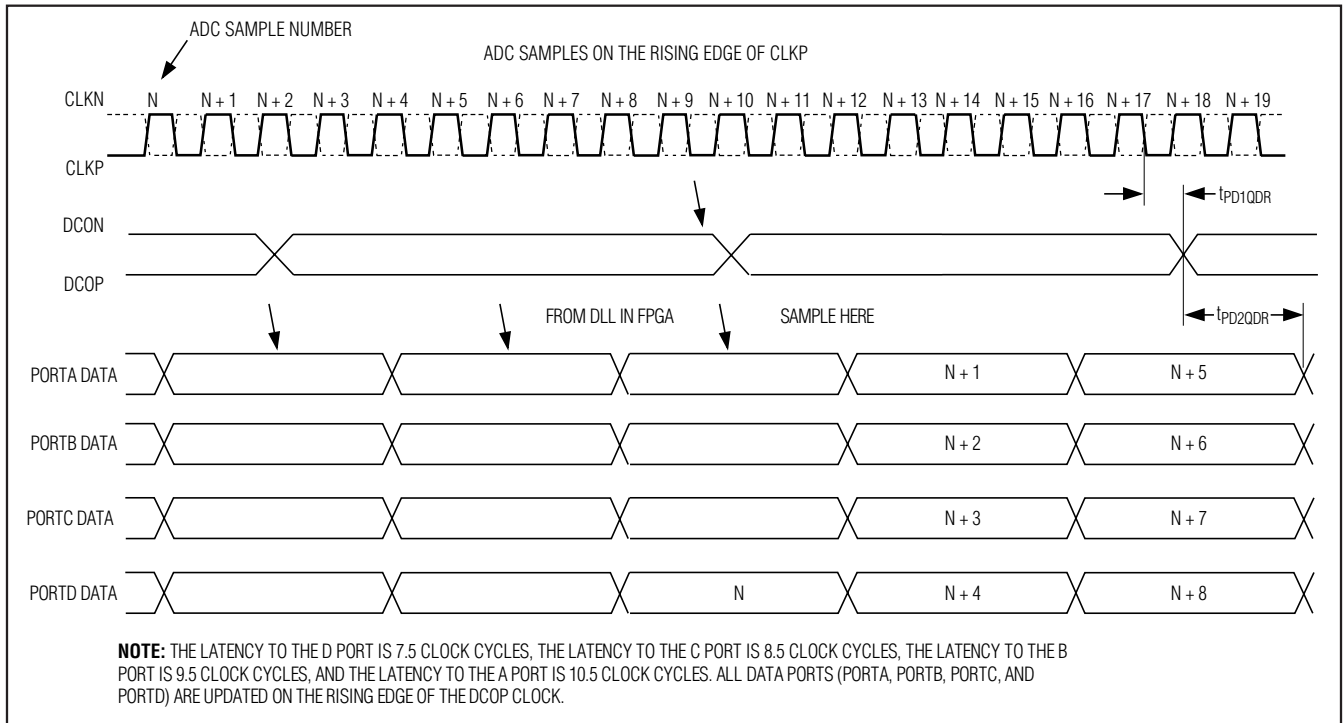 ADC SAMPLE NUMBER
ADC SAMPLES ON THE RISING EDGE OF CLKP
CLKN N N + 1 N + 2 N + 3 N + 4 N + 5 N + 6 N + 7 N + 8 N + 9 N + 10 N + 11 N + 12 N + 13 N + 14 N + 15 N + 16 N + 17 N + 18 N + 19
CLKP
tPD1QDR
DCON
DCOP
FROM DLL IN FPGA SAMPLE HERE tPD2QDR
PORTA DATA N + 1 N + 5
PORTB DATA N + 2 N + 6
PORTC DATA N + 3 N + 7
PORTD DATA N N + 4 N + 8
NOTE: THE LATENCY TO THE D PORT IS 7.5 CLOCK CYCLES, THE LATENCY TO THE C PORT IS 8.5 CLOCK CYCLES, THE LATENCY TO THE B
PORT IS 9.5 CLOCK CYCLES, AND THE LATENCY TO THE A PORT IS 10.5 CLOCK CYCLES. ALL DATA PORTS (PORTA, PORTB, PORTC, AND
PORTD) ARE UPDATED ON THE RISING EDGE OF THE DCOP CLOCK.